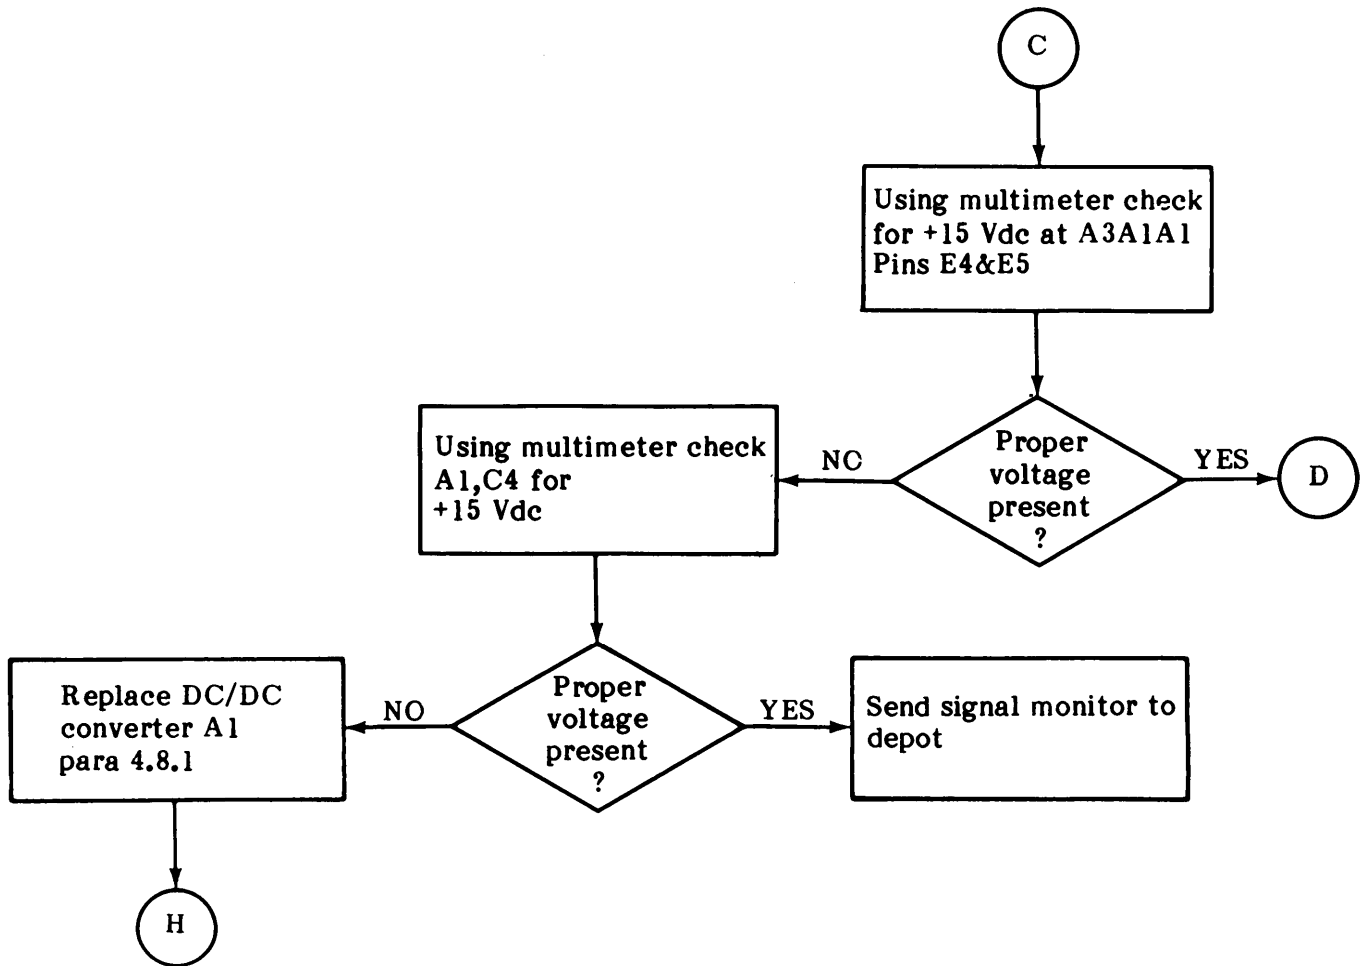 C
Using multimeter check
for +15 Vdc at A3A1A1
Pins E4&E5
Proper
voltage
present
?
YES
D
NO
Using multimeter check
A1,C4 for
+15 Vdc
Proper
voltage
present
?
YES
Send signal monitor to
depot
NO
Replace DC/DC
converter A1
para 4.8.1
H